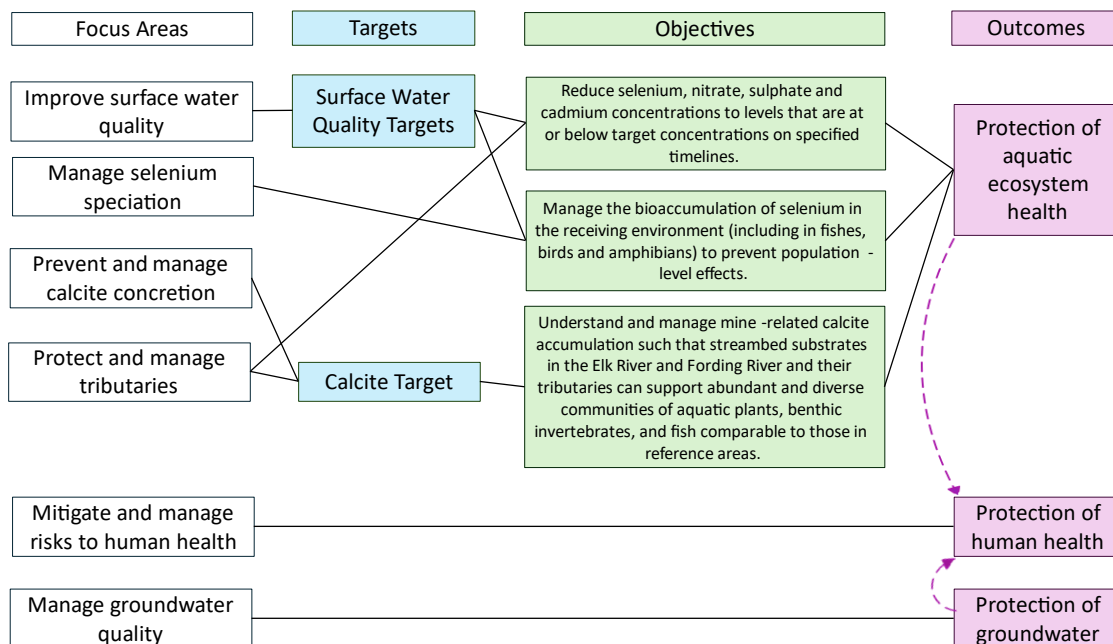 Focus Areas
Targets
Objectives
Outcomes
Improve surface water
quality
Surface Water
Quality Targets
Reduce selenium, nitrate, sulphate and
cadmium concentrations to levels that are at
or below target concentrations on specified
timelines.
Protection of
aquatic
ecosystem
health
Manage selenium
speciation
Manage the bioaccumulation of selenium in
the receiving environment (including in fishes,
birds and amphibians) to prevent population -
level effects.
Prevent and manage
calcite concretion
Protect and manage
tributaries
Calcite Target
Understand and manage mine -related calcite
accumulation such that streambed substrates
in the Elk River and Fording River and their
tributaries can support abundant and diverse
communities of aquatic plants, benthic
invertebrates, and fish comparable to those in
reference areas.
Mitigate and manage
risks to human health
Protection of
human health
Manage groundwater
quality
Protection of
groundwater